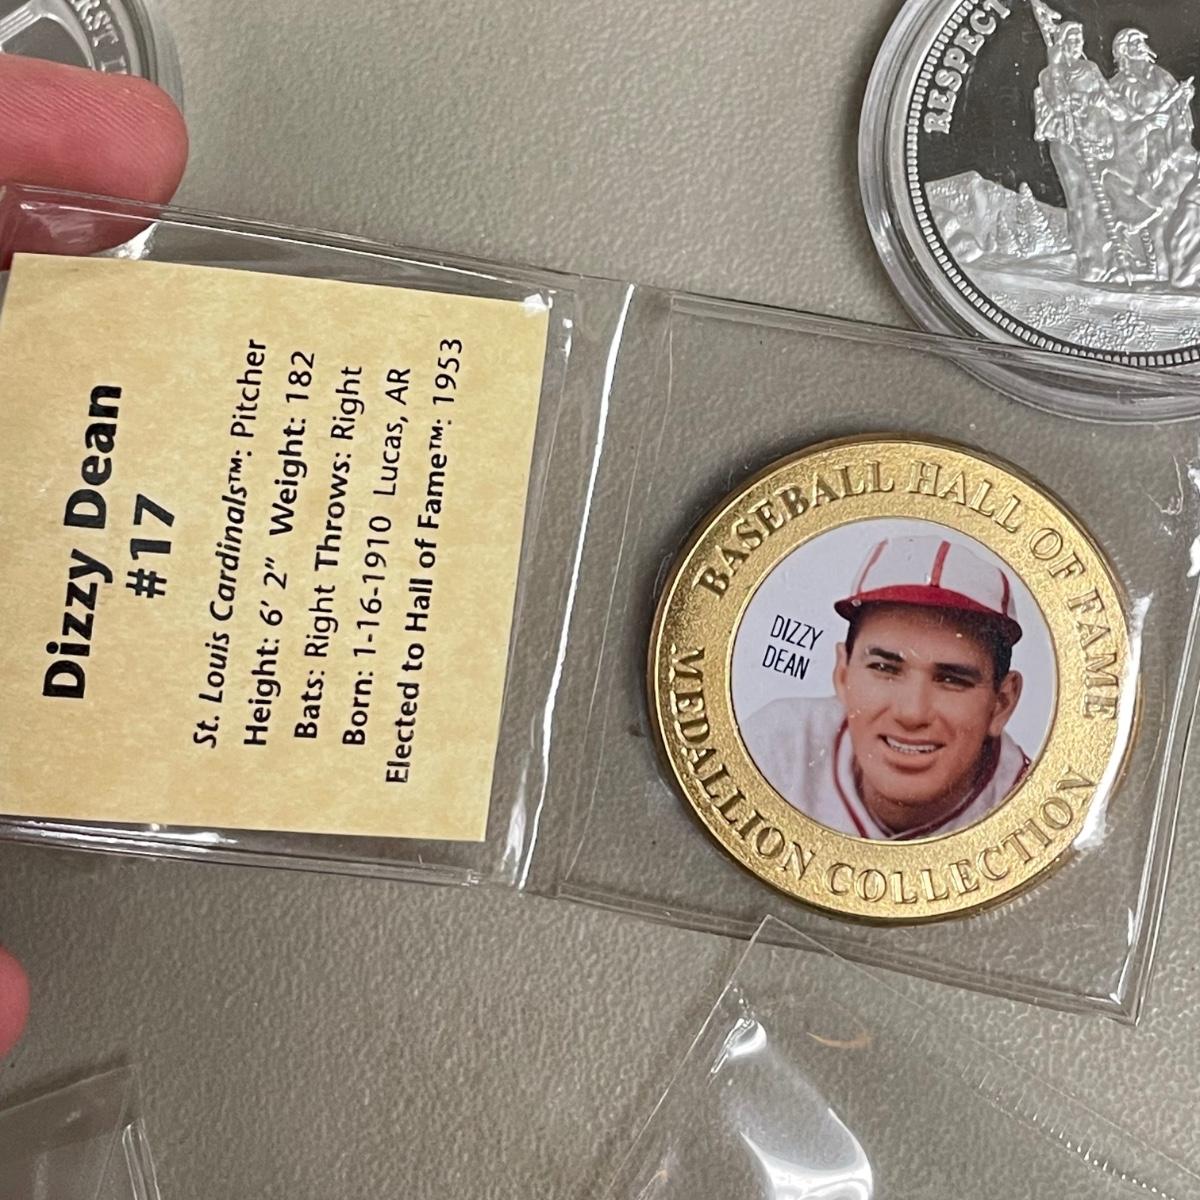 Dizzy Dean
#17
St. Louis Cardinals™: Pitcher
Height: 6' 2” Weight: 182
Bats: Right Throws: Right
Born: 1-16-1910 Lucas, AR
Elected to Hall of Fame™: 1953
BASEBALL HALL OF FAME
DIZZY
DEAN
MEDALLION COLLECTION
RESPECT